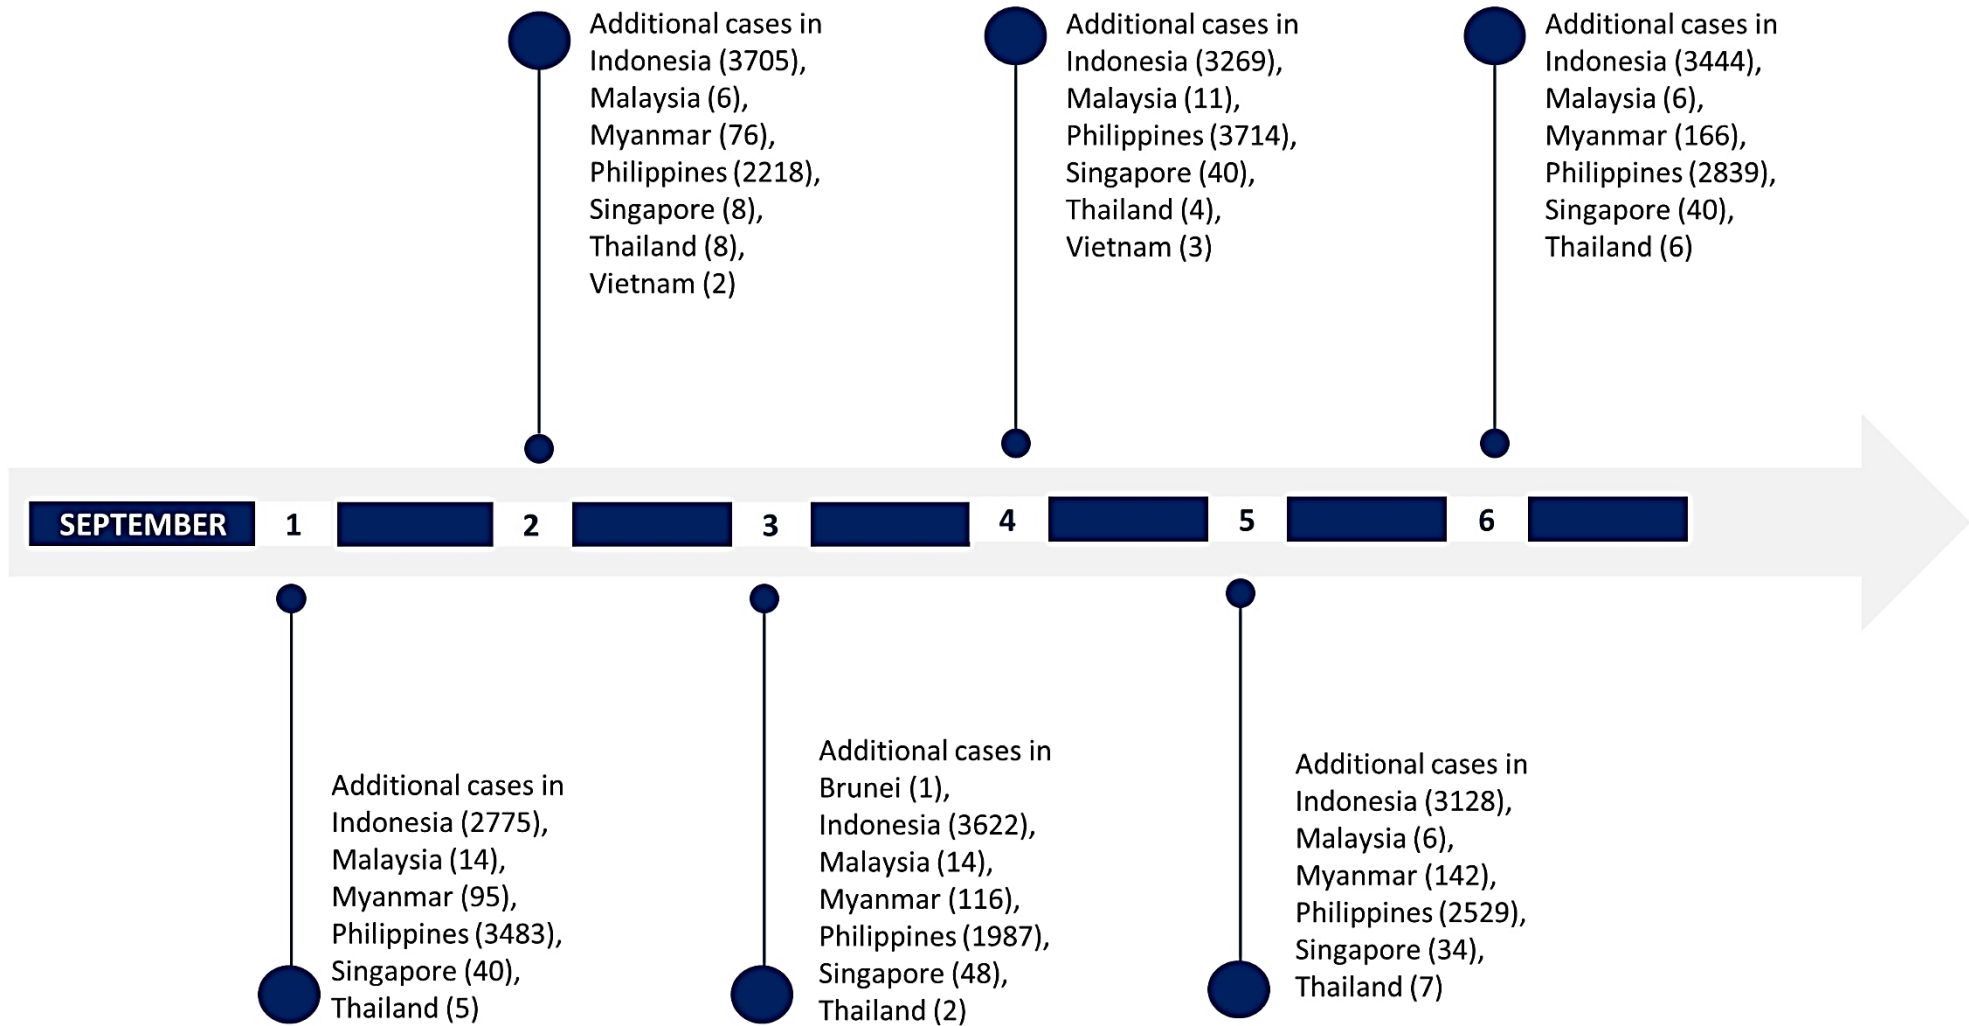 Additional cases in
Indonesia (3705),
Malaysia (6),
Myanmar (76),
Philippines (2218),
Singapore (8),
Thailand (8),
Vietnam (2)
Additional cases in
Indonesia (3269),
Malaysia (11),
Philippines (3714),
Singapore (40),
Thailand (4),
Vietnam (3)
Additional cases in
Indonesia (3444),
Malaysia (6),
Myanmar (166),
Philippines (2839),
Singapore (40),
Thailand (6)
SEPTEMBER 1 2 3 4 5 6
Additional cases in
Indonesia (2775),
Malaysia (14),
Myanmar (95),
Philippines (3483),
Singapore (40),
Thailand (5)
Additional cases in
Brunei (1),
Indonesia (3622),
Malaysia (14),
Myanmar (116),
Philippines (1987),
Singapore (48),
Thailand (2)
Additional cases in
Indonesia (3128),
Malaysia (6),
Myanmar (142),
Philippines (2529),
Singapore (34),
Thailand (7)